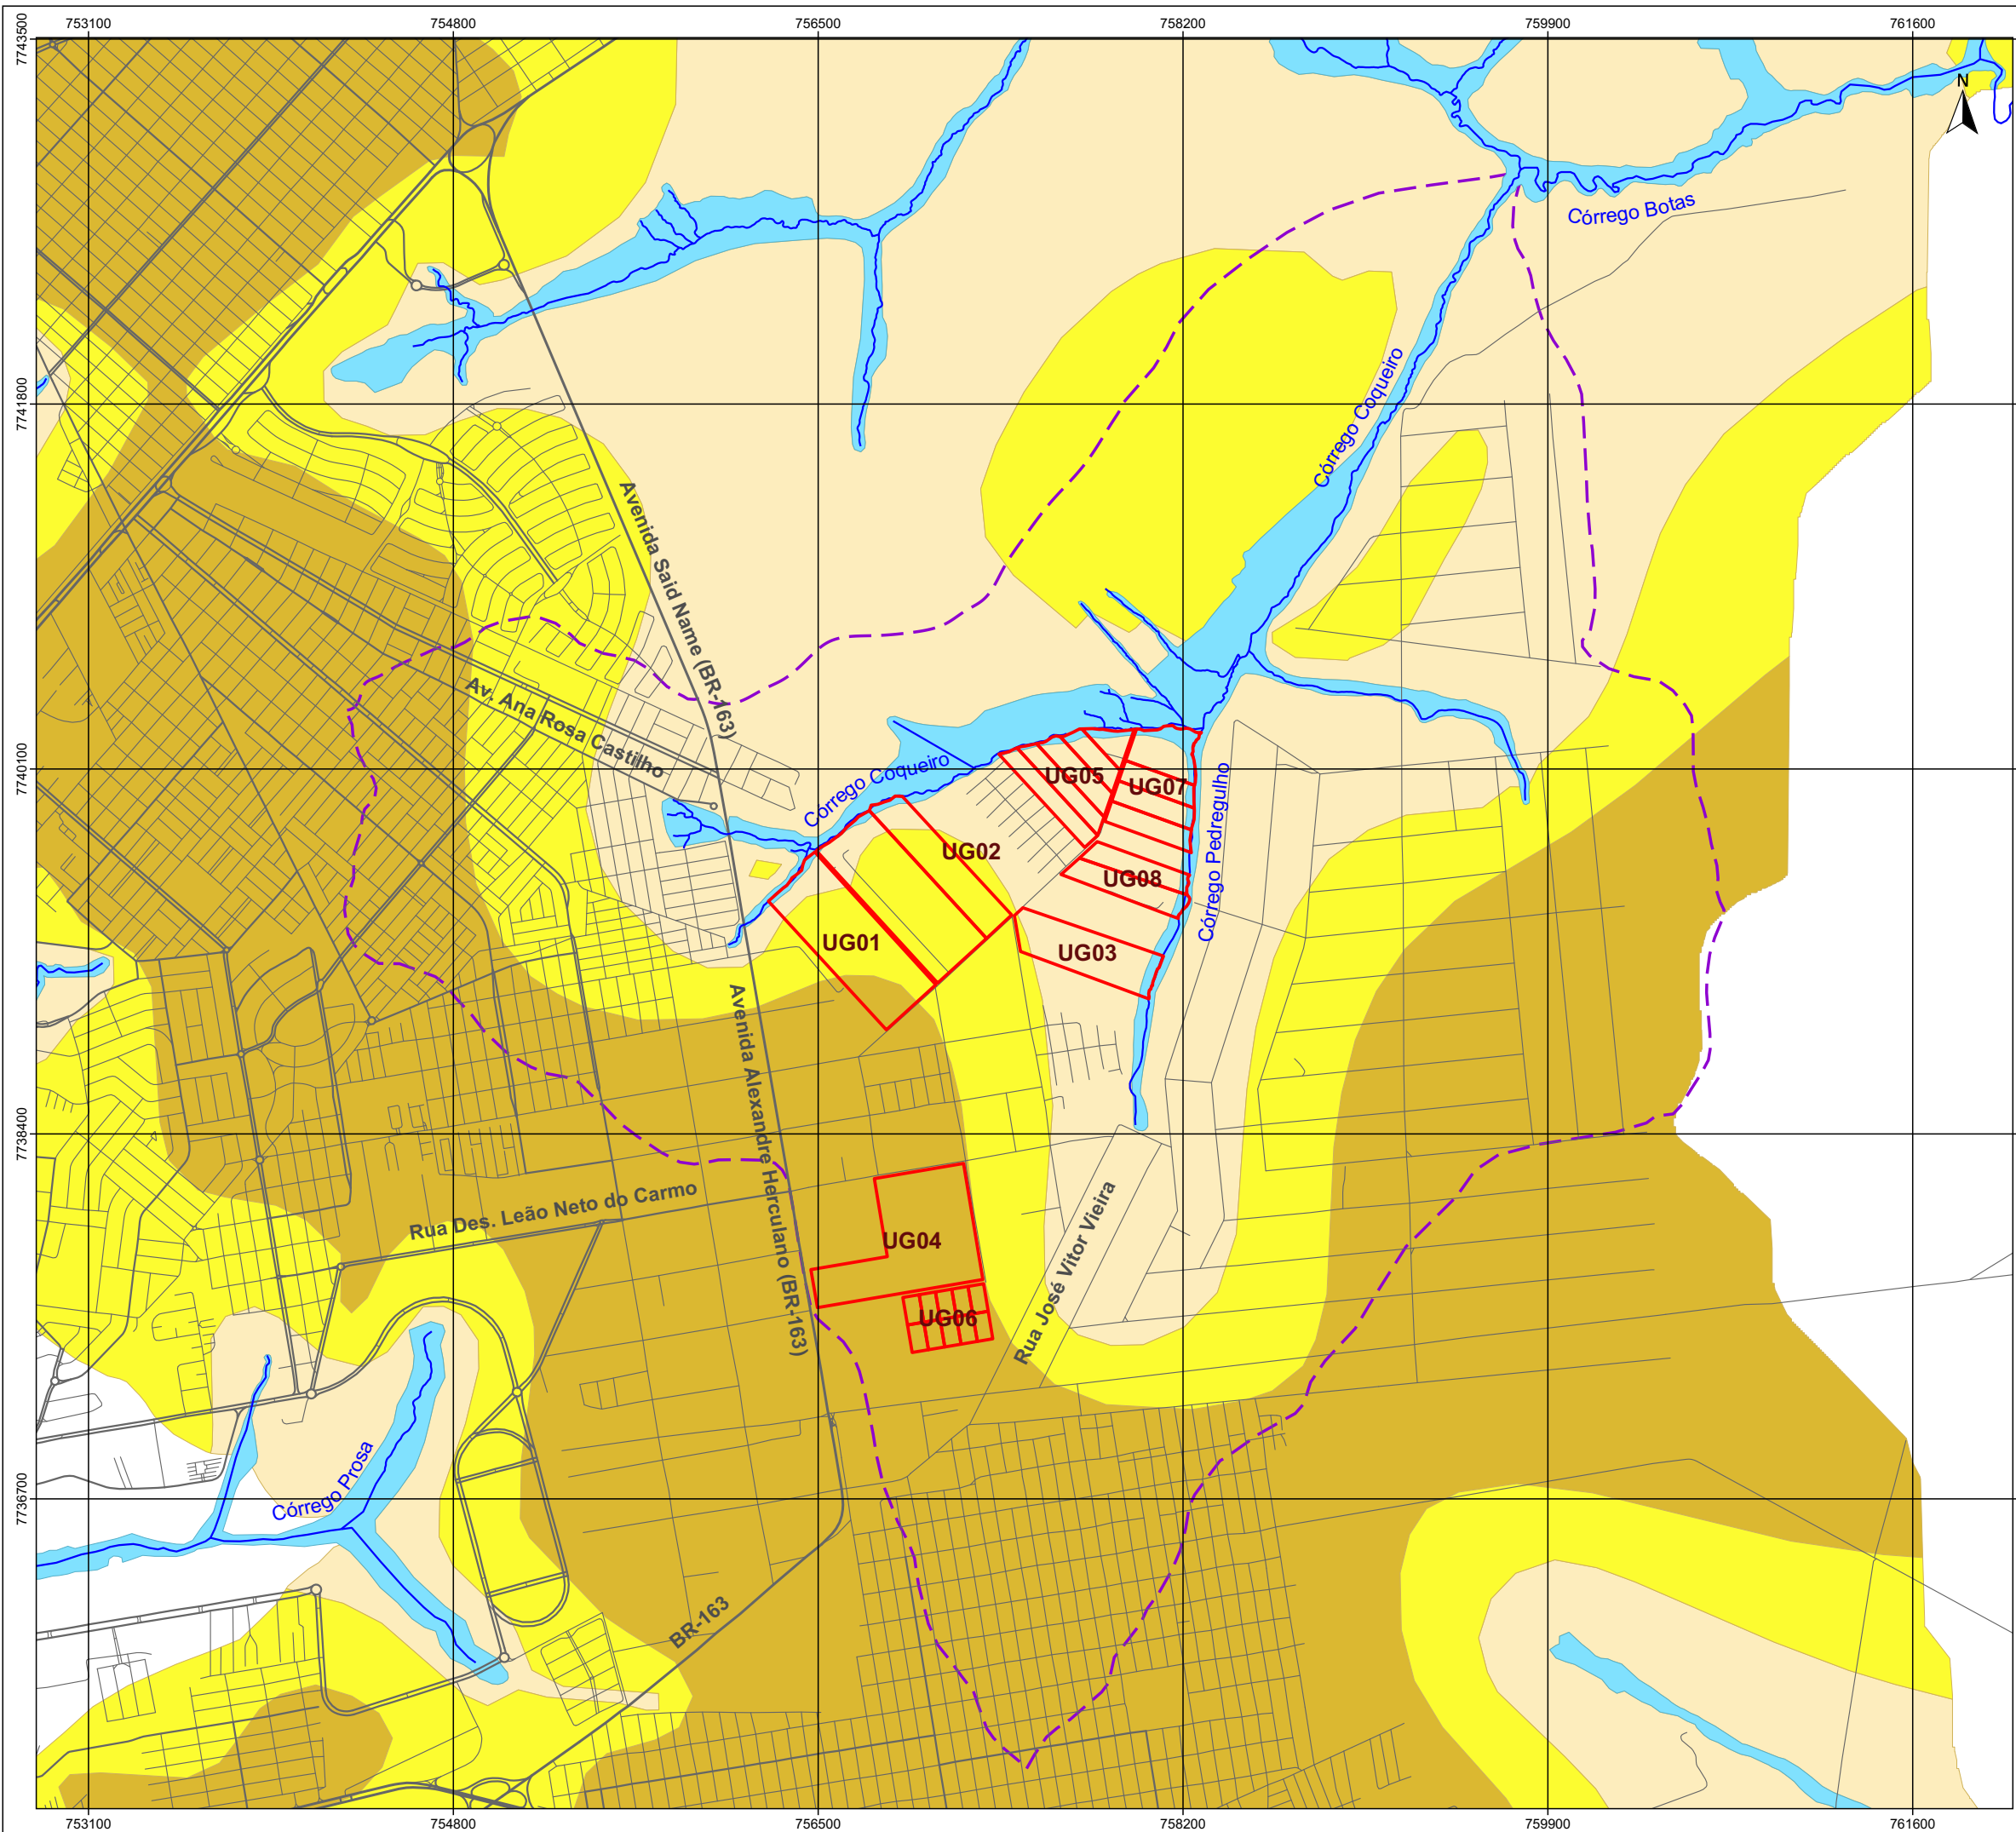 753100 754800 756500 758200 759900 761600
7743500
N
Córrego Botas
7741800
Córrego Coqueiro
Avenida Said Name (BR-163)
Av. Ana Rosa Castilho
7740100
Córrego Coqueiro
UG05
UG07
Córrego Pedregulho
UG02
UG08
UG01
UG03
Avenida Alexandre Herculano (BR-163)
7738400
Rua Des. Leão Neto do Carmo
UG04
Rua José Vitor Vieira
UG06
Córrego Prosa
7736700
BR-163
753100 754800 756500 758200 759900 761600